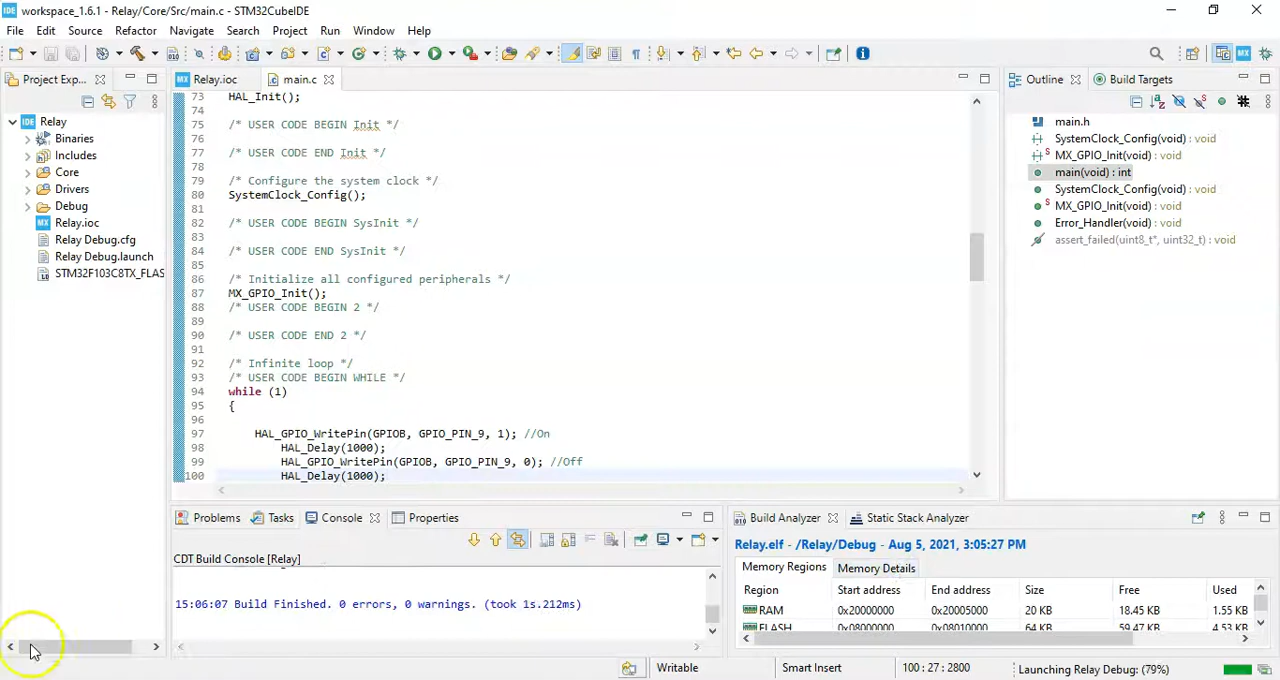 workspace_1.6.1 - Relay/Core/Src/main.c - STM32CubeIDE
File Edit Source Refactor Navigate Search Project Run Window Help
Project Exp...
Relay
Binaries
Includes
Core
Drivers
Debug
Relay.ioc
Relay Debug.cfg
Relay Debug.launch
STM32F103C8TX_FLAS
Relay.ioc main.c
73 HAL_Init();
74
75 /* USER CODE BEGIN Init */
76
77 /* USER CODE END Init */
78
79 /* Configure the system clock */
80 SystemClock_Config();
81
82 /* USER CODE BEGIN SysInit */
83
84 /* USER CODE END SysInit */
85
86 /* Initialize all configured peripherals */
87 MX_GPIO_Init();
88 /* USER CODE BEGIN 2 */
89
90 /* USER CODE END 2 */
91
92 /* Infinite loop */
93 /* USER CODE BEGIN WHILE */
94 while (1)
95 {
96
97 HAL_GPIO_WritePin(GPIOB, GPIO_PIN_9, 1); //On
98 HAL_Delay(1000);
99 HAL_GPIO_WritePin(GPIOB, GPIO_PIN_9, 0); //Off
100 HAL_Delay(1000);
Outline Build Targets
main.h
SystemClock_Config(void) : void
MX_GPIO_Init(void) : void
main(void) : int
SystemClock_Config(void) : void
MX_GPIO_Init(void) : void
Error_Handler(void) : void
assert_failed(uint8_t*, uint32_t) : void
Problems Tasks Console Properties
CDT Build Console [Relay]
15:06:07 Build Finished. 0 errors, 0 warnings. (took 1s.212ms)
Build Analyzer Static Stack Analyzer
Relay.elf - /Relay/Debug - Aug 5, 2021, 3:05:27 PM
Memory Regions Memory Details
Region Start address End address Size Free Used
RAM 0x20000000 0x20005000 20 KB 18.45 KB 1.55 KB
FLASH 0x08000000 0x08010000 64 KB 59.47 KB 4.53 KB
Writable Smart Insert 100 : 27 : 2800 Launching Relay Debug: (79%)